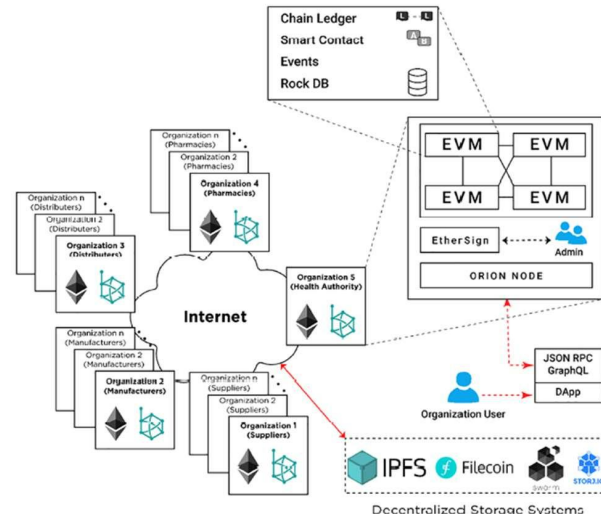 Chain Ledger
L
L
Smart Contact
A
B
Events
Rock DB
EVM
EVM
EVM
EVM
EtherSign
Admin
ORION NODE
Organization n
(Pharmacies)
Organization 2
(Pharmacies)
Organization 4
(Pharmacies)
Organization n
(Distributers)
Organization 2
(Distributers)
Organization 3
(Distributers)
Internet
Organization 5
(Health Authority)
Organization n
(Manufacturers)
Organization 2
(Manufacturers)
Organization 2
(Manufacturers)
Organization n
(Suppliers)
Organization 2
(Suppliers)
Organization 1
(Suppliers)
JSON RPC
GraphQL
DApp
Organization User
IPFS
Filecoin
swarm
STORJ.IO
Decentralized Storage Systems